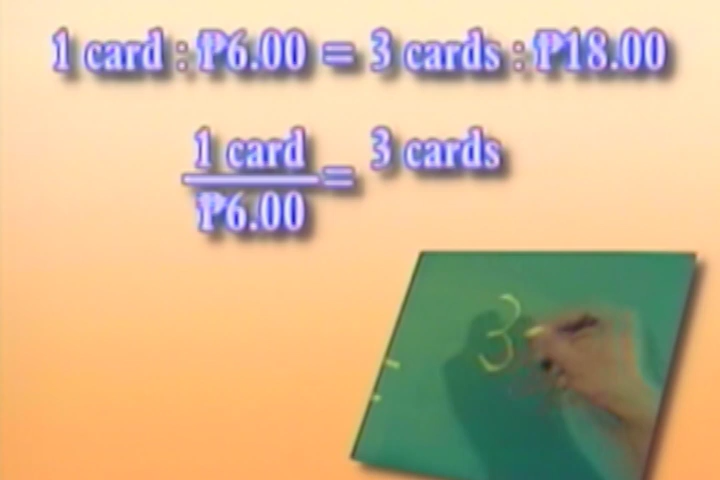 1 card : ₱6.00 = 3 cards : ₱18.00
1 card = 3 cards
₱6.00
3